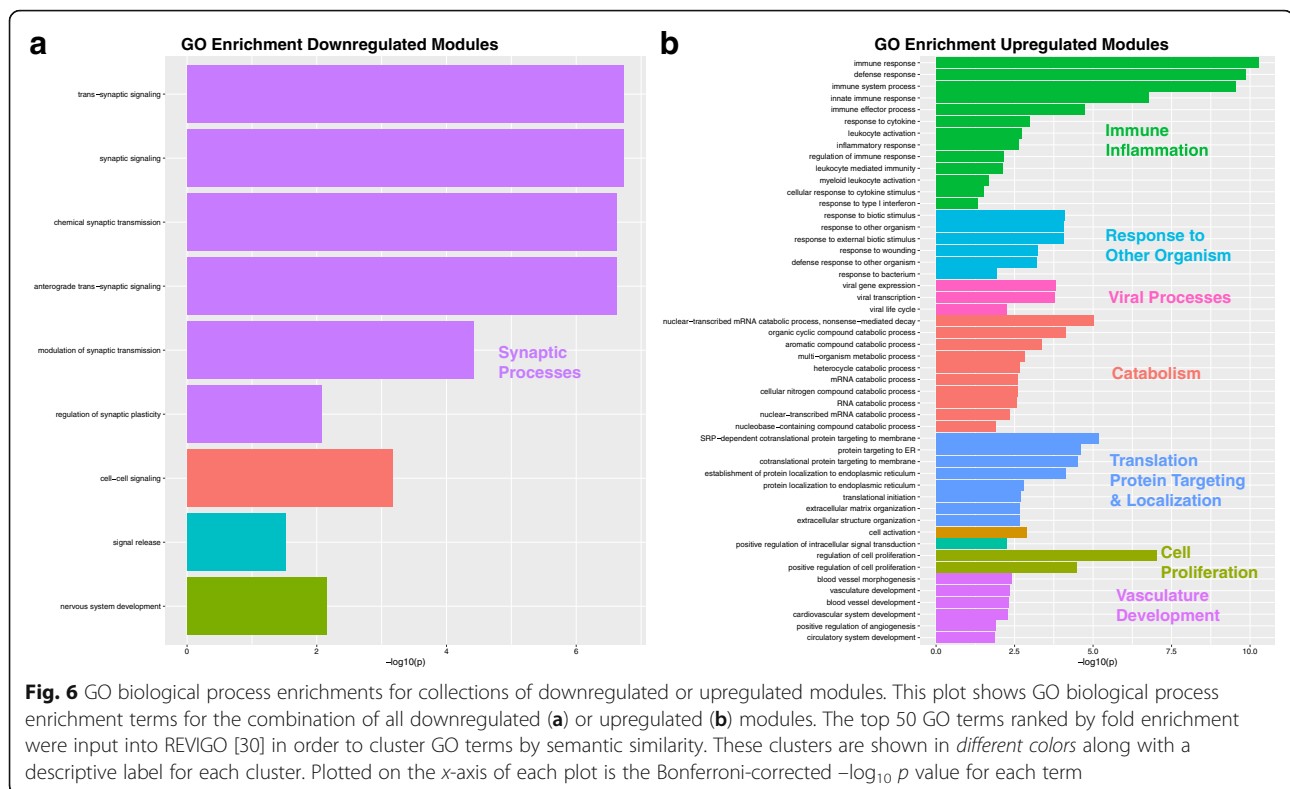 a
GO Enrichment Downregulated Modules
trans−synaptic signaling
synaptic signaling
chemical synaptic transmission
anterograde trans−synaptic signaling
modulation of synaptic transmission
regulation of synaptic plasticity
cell−cell signaling
signal release
nervous system development
Synaptic
Processes
0 2 4 6
−log10(p)
b
GO Enrichment Upregulated Modules
immune response
defense response
immune system process
innate immune response
immune effector process
response to cytokine
leukocyte activation
inflammatory response
regulation of immune response
leukocyte mediated immunity
myeloid leukocyte activation
cellular response to cytokine stimulus
response to type I interferon
response to biotic stimulus
response to other organism
response to external biotic stimulus
response to wounding
defense response to other organism
response to bacterium
viral gene expression
viral transcription
viral life cycle
nuclear−transcribed mRNA catabolic process, nonsense−mediated decay
organic cyclic compound catabolic process
aromatic compound catabolic process
multi−organism metabolic process
heterocycle catabolic process
mRNA catabolic process
cellular nitrogen compound catabolic process
RNA catabolic process
nuclear−transcribed mRNA catabolic process
nucleobase−containing compound catabolic process
SRP−dependent cotranslational protein targeting to membrane
protein targeting to ER
cotranslational protein targeting to membrane
establishment of protein localization to endoplasmic reticulum
protein localization to endoplasmic reticulum
translational initiation
extracellular matrix organization
extracellular structure organization
cell activation
positive regulation of intracellular signal transduction
regulation of cell proliferation
positive regulation of cell proliferation
blood vessel morphogenesis
vasculature development
blood vessel development
cardiovascular system development
positive regulation of angiogenesis
circulatory system development
Immune
Inflammation
Response to
Other Organism
Viral Processes
Catabolism
Translation
Protein Targeting
& Localization
Cell
Proliferation
Vasculature
Development
0.0 2.5 5.0 7.5 10.0
−log10(p)
Fig. 6 GO biological process enrichments for collections of downregulated or upregulated modules. This plot shows GO biological process
enrichment terms for the combination of all downregulated (a) or upregulated (b) modules. The top 50 GO terms ranked by fold enrichment
were input into REVIGO [30] in order to cluster GO terms by semantic similarity. These clusters are shown in different colors along with a
descriptive label for each cluster. Plotted on the x-axis of each plot is the Bonferroni-corrected –log10 p value for each term